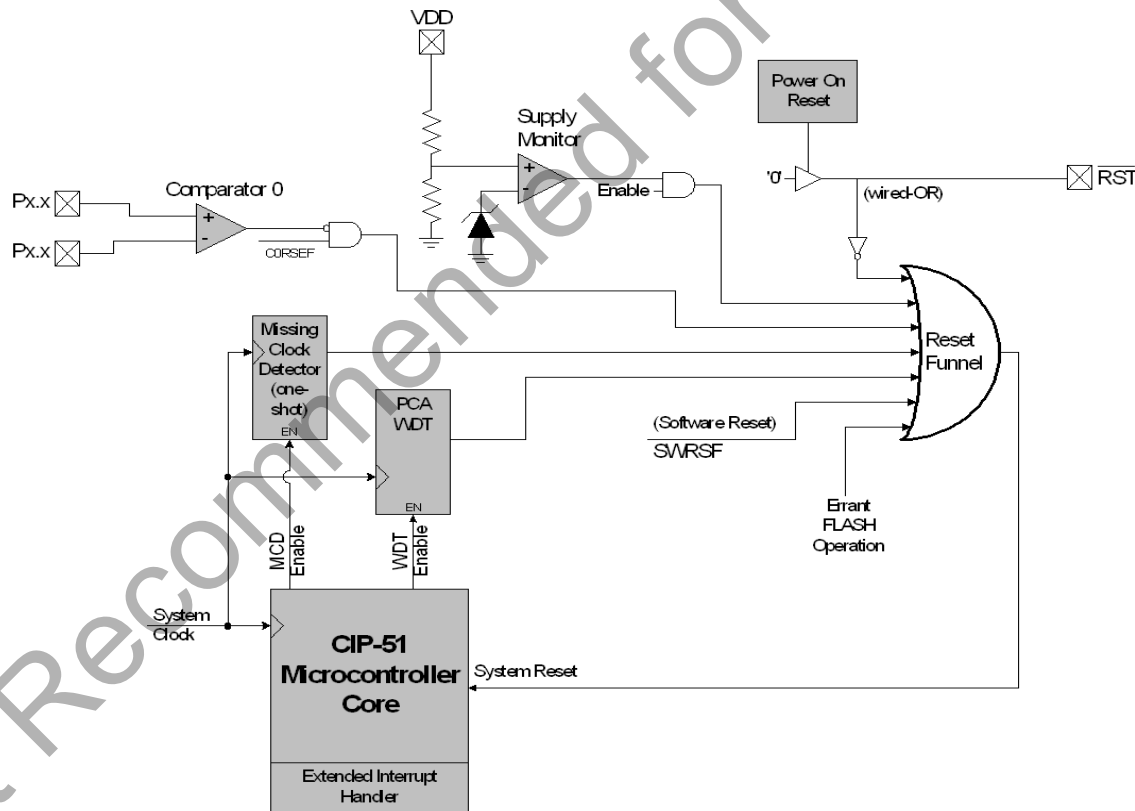 VDD
Power On
Reset
Supply
Monitor
+
-
Enable
'0'
(wired-OR)
RST
Px.x
Px.x
Comparator 0
+
-
C0RSEF
Missing
Clock
Detector
(one-
shot)
EN
PCA
WDT
EN
Reset
Funnel
(Software Reset)
SWRSF
Errant
FLASH
Operation
MCD
Enable
WDT
Enable
System
Clock
CIP-51
Microcontroller
Core
System Reset
Extended Interrupt
Handler
Recommended for